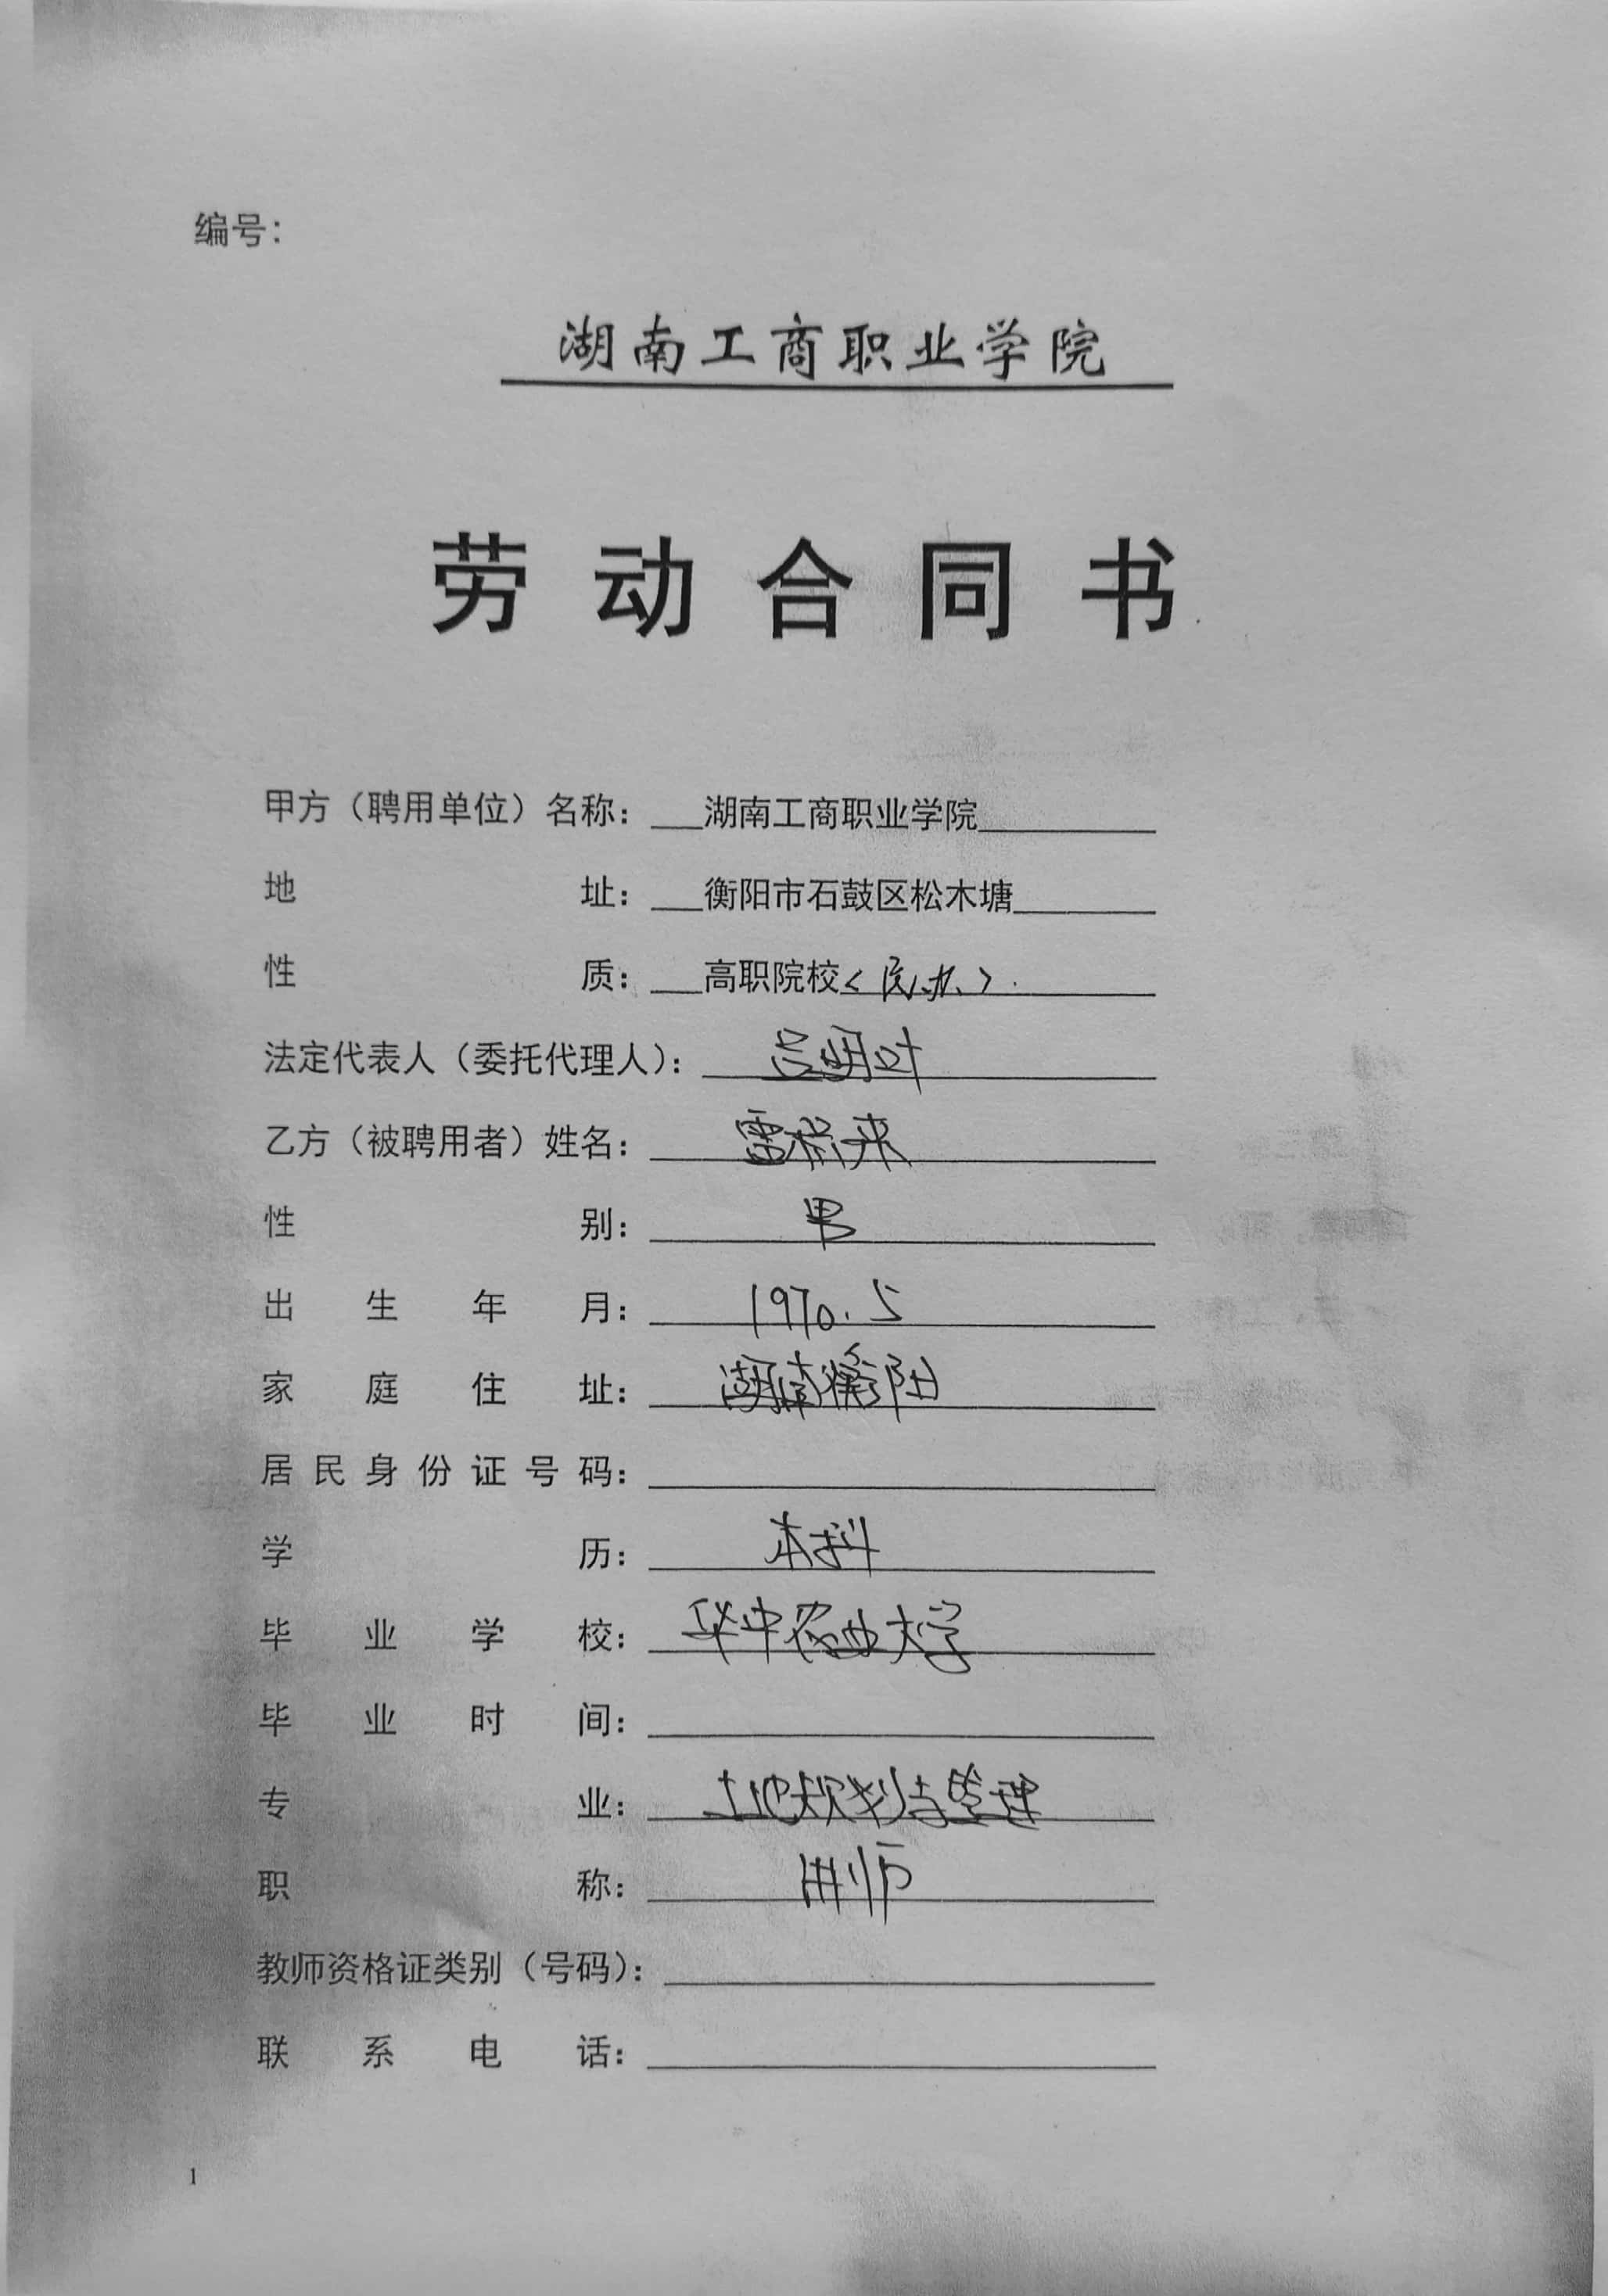 编号：
湖南工商职业学院
劳动合同书
甲方（聘用单位）名称：湖南工商职业学院
地址：衡阳市石鼓区松木塘
性质：高职院校（民办）
法定代表人（委托代理人）：吕明叶
乙方（被聘用者）姓名：雷
性别：男
出生年月：1970.5
家庭住址：湖南衡阳
居民身份证号码：
学历：本科
毕业学校：华中农业大学
毕业时间：
专业：土地规划与管理
职称：讲师
教师资格证类别（号码）：
联系电话：
1